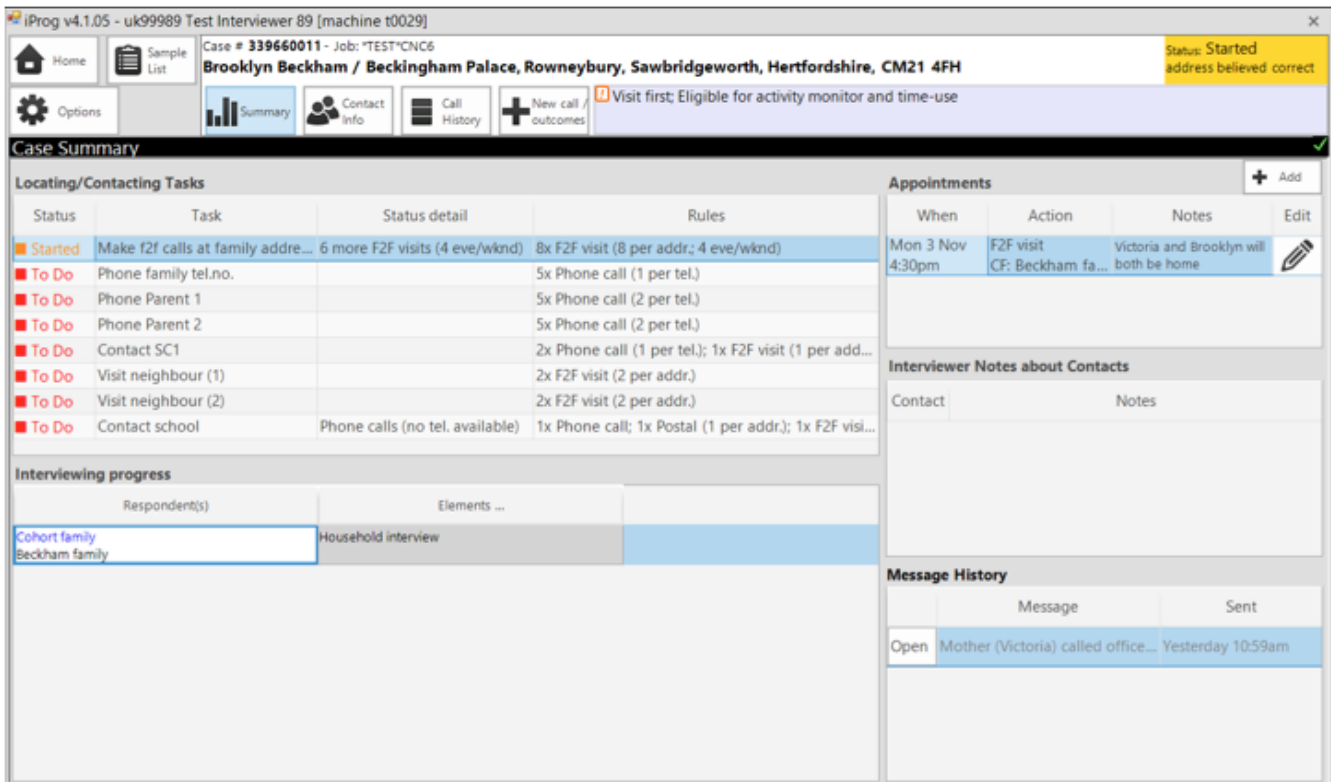 iProg v4.1.05 - uk99989 Test Interviewer 89 [machine t0029]
Home
Sample List
Case # 339660011 - Job: *TEST*CNC6
Brooklyn Beckham / Beckingham Palace, Rowneybury, Sawbridgeworth, Hertfordshire, CM21 4FH
Status: Started
address believed correct
Options
Summary
Contact Info
Call History
New call / outcomes
Visit first; Eligible for activity monitor and time-use
Case Summary
Locating/Contacting Tasks
Status Task Status detail Rules
Started Make f2f calls at family addre... 6 more F2F visits (4 eve/wknd) 8x F2F visit (8 per addr.; 4 eve/wknd)
To Do Phone family tel.no. 5x Phone call (1 per tel.)
To Do Phone Parent 1 5x Phone call (2 per tel.)
To Do Phone Parent 2 5x Phone call (2 per tel.)
To Do Contact SC1 2x Phone call (1 per tel.); 1x F2F visit (1 per add...
To Do Visit neighbour (1) 2x F2F visit (2 per addr.)
To Do Visit neighbour (2) 2x F2F visit (2 per addr.)
To Do Contact school Phone calls (no tel. available) 1x Phone call; 1x Postal (1 per addr.); 1x F2F visi...
Interviewing progress
Respondent(s) Elements ...
Cohort family Household interview
Beckham family
Appointments
Add
When Action Notes Edit
Mon 3 Nov F2F visit Victoria and Brooklyn will
4:30pm CF: Beckham fa... both be home
Interviewer Notes about Contacts
Contact Notes
Message History
Message Sent
Open Mother (Victoria) called office... Yesterday 10:59am